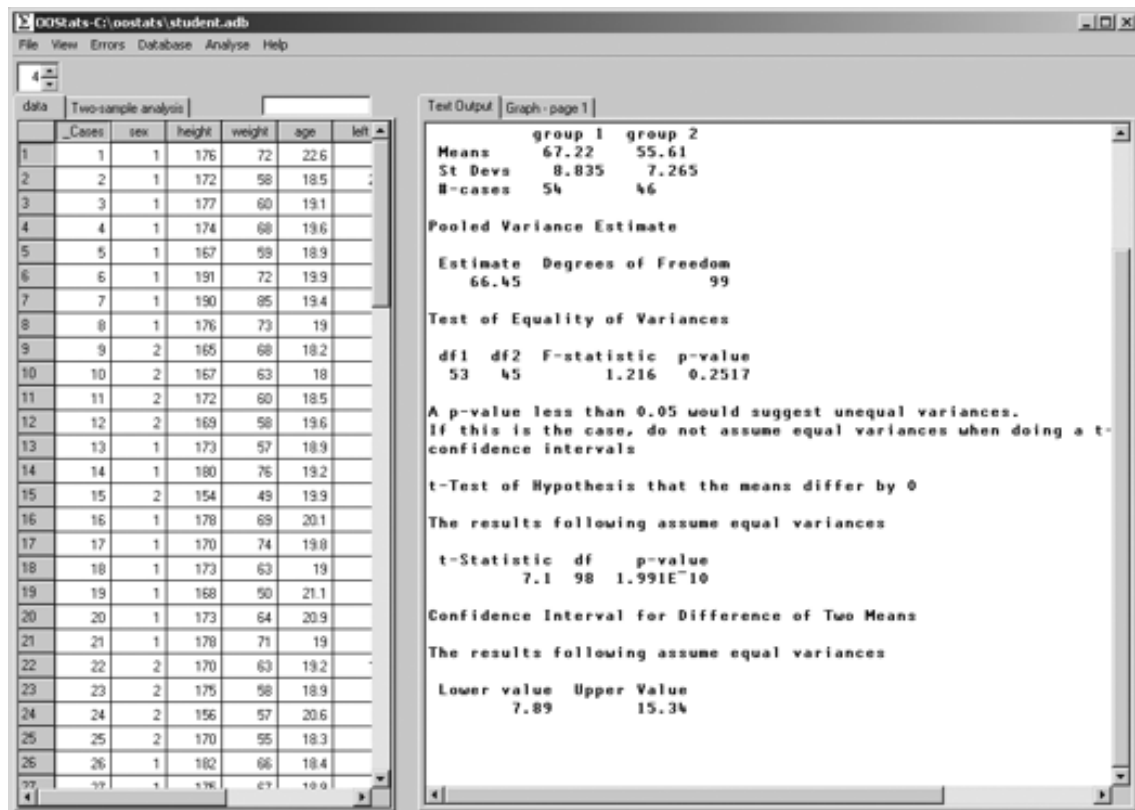 OOStats-C:\oostats\student.adb
File View Errors Database Analyse Help
4
data Two-sample analysis
_Cases sex height weight age left
1 1 1 176 72 22.6
2 2 1 172 58 18.5
3 3 1 177 60 19.1
4 4 1 174 68 19.6
5 5 1 167 59 18.9
6 6 1 191 72 19.9
7 7 1 190 85 19.4
8 8 1 176 73 19
9 9 2 165 68 18.2
10 10 2 167 63 18
11 11 2 172 60 18.5
12 12 2 169 58 19.6
13 13 1 173 57 18.9
14 14 1 180 76 19.2
15 15 2 154 49 19.9
16 16 1 178 69 20.1
17 17 1 170 74 19.8
18 18 1 173 63 19
19 19 1 168 50 21.1
20 20 1 173 64 20.9
21 21 1 178 71 19
22 22 2 170 63 19.2
23 23 2 175 58 18.9
24 24 2 156 57 20.6
25 25 2 170 55 18.3
26 26 1 182 66 18.4
Text Output Graph - page 1
group 1 group 2
Means 67.22 55.61
St Devs 8.835 7.265
#-cases 54 46
Pooled Variance Estimate
Estimate Degrees of Freedom
66.45 99
Test of Equality of Variances
df1 df2 F-statistic p-value
53 45 1.216 0.2517
A p-value less than 0.05 would suggest unequal variances.
If this is the case, do not assume equal variances when doing a t-
confidence intervals
t-Test of Hypothesis that the means differ by 0
The results following assume equal variances
t-Statistic df p-value
7.1 98 1.991E¯10
Confidence Interval for Difference of Two Means
The results following assume equal variances
Lower value Upper Value
7.89 15.34